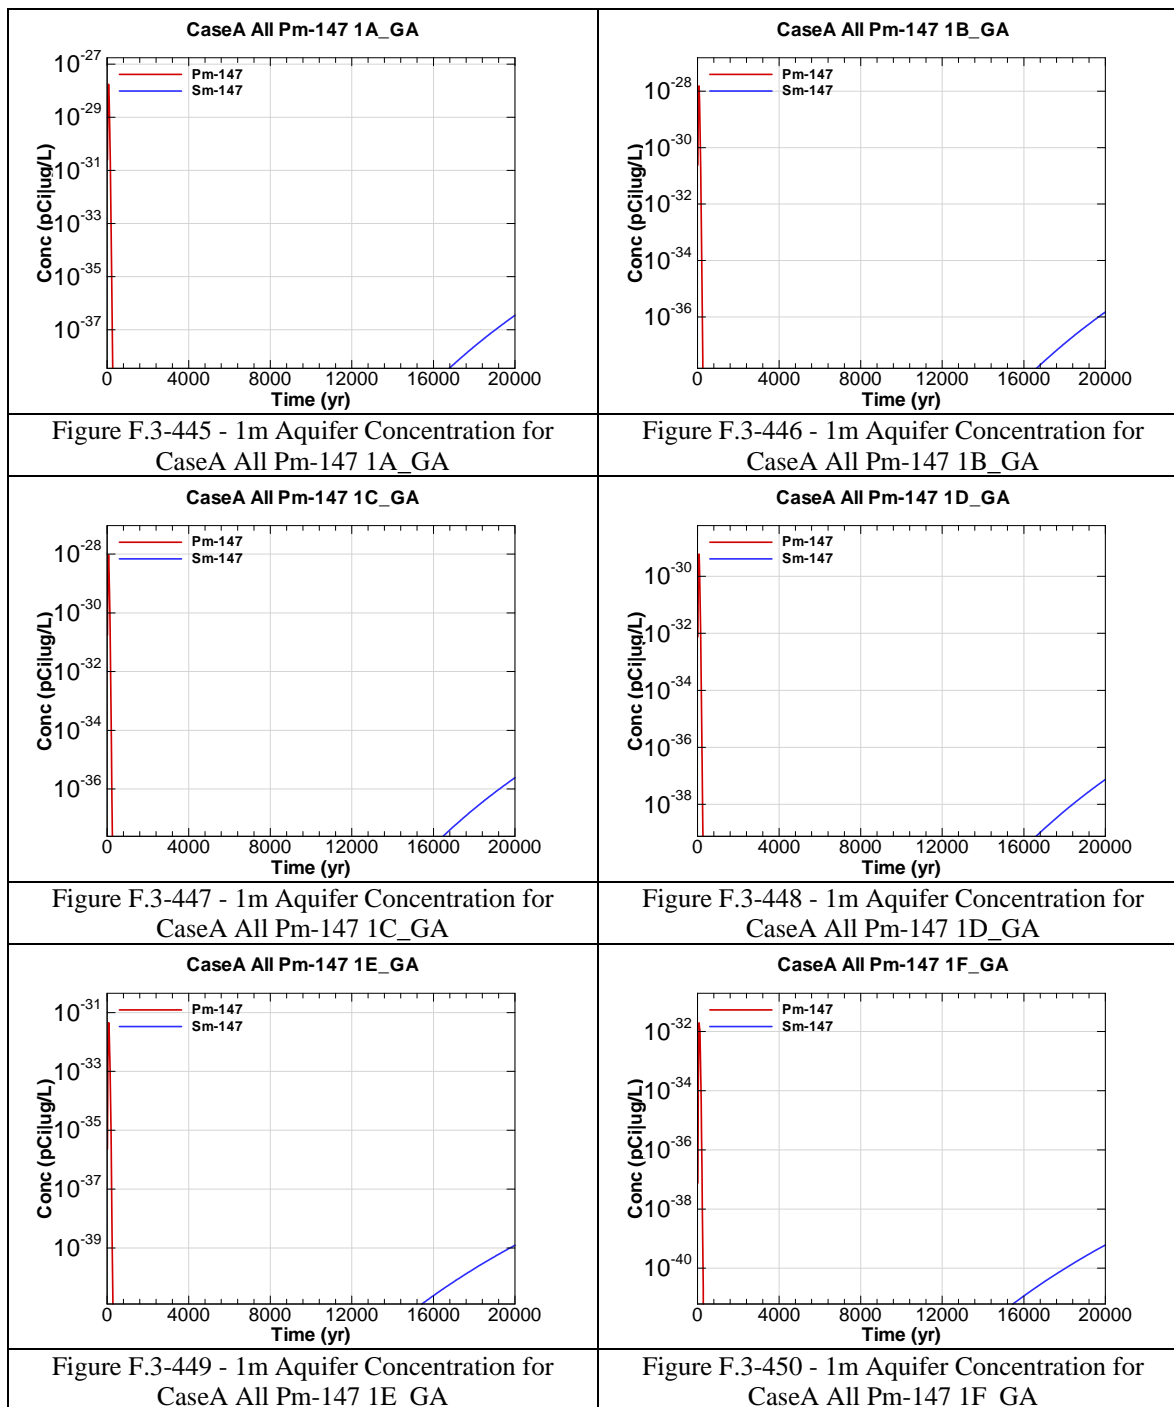 CaseA All Pm-147 1A_GA
Pm-147
Sm-147
10-27
10-29
10-31
10-33
10-35
10-37
Conc (pCi|ug/L)
0 4000 8000 12000 16000 20000
Time (yr)
Figure F.3-445 - 1m Aquifer Concentration for
CaseA All Pm-147 1A_GA
CaseA All Pm-147 1B_GA
Pm-147
Sm-147
10-28
10-30
10-32
10-34
10-36
Conc (pCi|ug/L)
0 4000 8000 12000 16000 20000
Time (yr)
Figure F.3-446 - 1m Aquifer Concentration for
CaseA All Pm-147 1B_GA
CaseA All Pm-147 1C_GA
Pm-147
Sm-147
10-28
10-30
10-32
10-34
10-36
Conc (pCi|ug/L)
0 4000 8000 12000 16000 20000
Time (yr)
Figure F.3-447 - 1m Aquifer Concentration for
CaseA All Pm-147 1C_GA
CaseA All Pm-147 1D_GA
Pm-147
Sm-147
10-30
10-32
10-34
10-36
10-38
Conc (pCi|ug/L)
0 4000 8000 12000 16000 20000
Time (yr)
Figure F.3-448 - 1m Aquifer Concentration for
CaseA All Pm-147 1D_GA
CaseA All Pm-147 1E_GA
Pm-147
Sm-147
10-31
10-33
10-35
10-37
10-39
Conc (pCi|ug/L)
0 4000 8000 12000 16000 20000
Time (yr)
Figure F.3-449 - 1m Aquifer Concentration for
CaseA All Pm-147 1E_GA
CaseA All Pm-147 1F_GA
Pm-147
Sm-147
10-32
10-34
10-36
10-38
10-40
Conc (pCi|ug/L)
0 4000 8000 12000 16000 20000
Time (yr)
Figure F.3-450 - 1m Aquifer Concentration for
CaseA All Pm-147 1F_GA